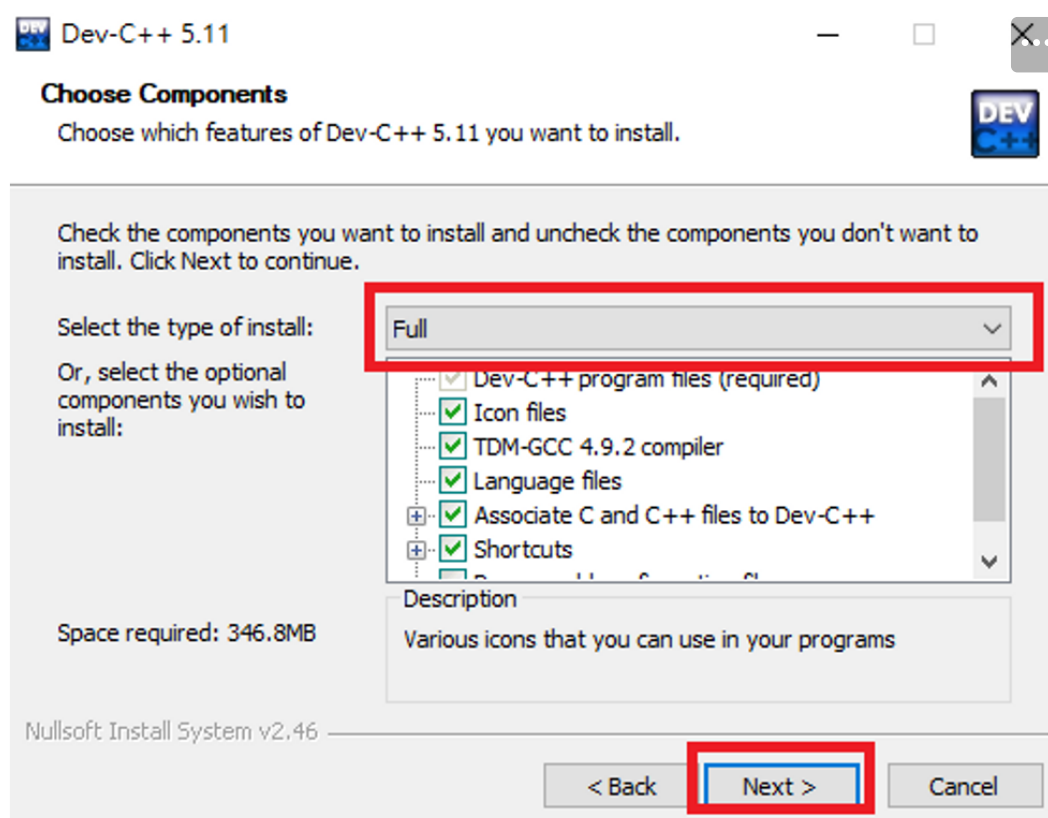 Dev-C++ 5.11
Choose Components
Choose which features of Dev-C++ 5.11 you want to install.
DEV
C++
Check the components you want to install and uncheck the components you don't want to
install. Click Next to continue.
Select the type of install:
Full
Or, select the optional
components you wish to
install:
Dev-C++ program files (required)
Icon files
TDM-GCC 4.9.2 compiler
Language files
Associate C and C++ files to Dev-C++
Shortcuts
Space required: 346.8MB
Description
Various icons that you can use in your programs
Nullsoft Install System v2.46
< Back
Next >
Cancel